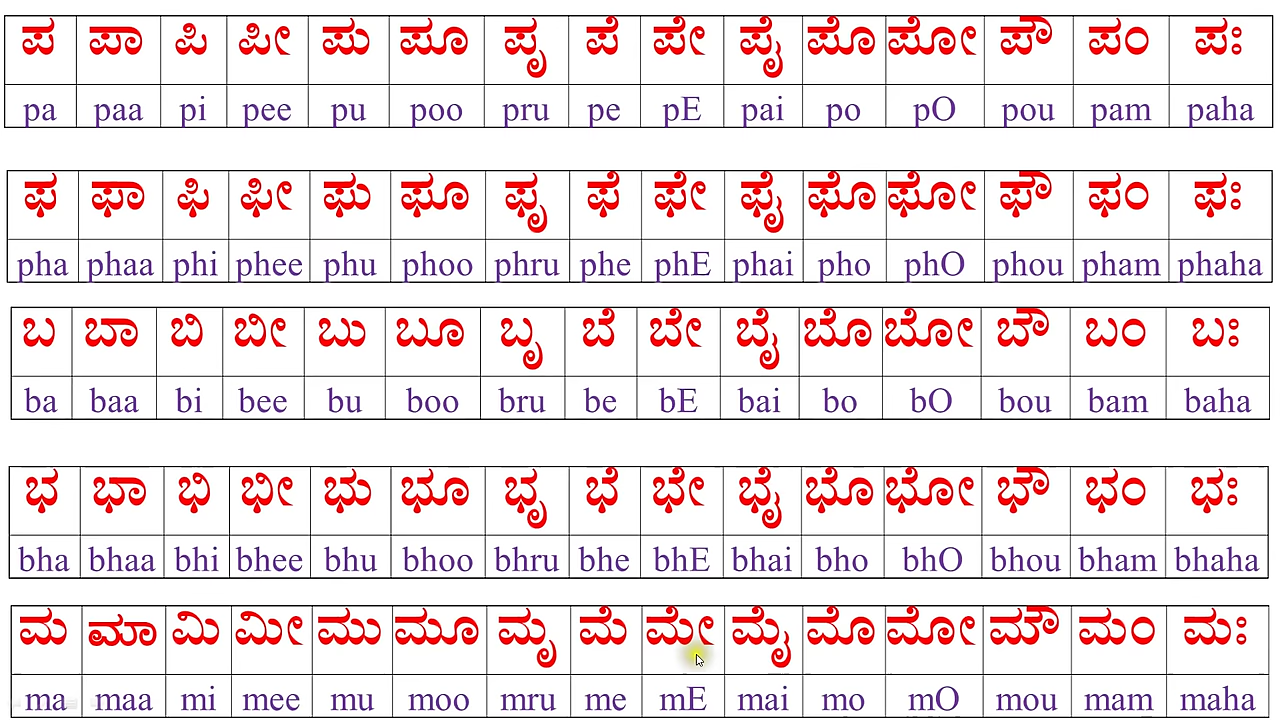 ಪ ಪಾ ಪಿ ಪೀ ಪು ಪೂ ಪೃ ಪೆ ಪೇ ಪೈ ಪೊ ಪೋ ಪೌ ಪಂ ಪಃ
pa paa pi pee pu poo pru pe pE pai po pO pou pam paha
ಫ ಫಾ ಫಿ ಫೀ ಫು ಫೂ ಫೃ ಫೆ ಫೇ ಫೈ ಫೊ ಫೋ ಫೌ ಫಂ ಫಃ
pha phaa phi phee phu phoo phru phe phE phai pho phO phou pham phaha
ಬ ಬಾ ಬಿ ಬೀ ಬು ಬೂ ಬೃ ಬೆ ಬೇ ಬೈ ಬೊ ಬೋ ಬೌ ಬಂ ಬಃ
ba baa bi bee bu boo bru be bE bai bo bO bou bam baha
ಭ ಭಾ ಭಿ ಭೀ ಭು ಭೂ ಭೃ ಭೆ ಭೇ ಭೈ ಭೊ ಭೋ ಭೌ ಭಂ ಭಃ
bha bhaa bhi bhee bhu bhoo bhru bhe bhE bhai bho bhO bhou bham bhaha
ಮ ಮಾ ಮಿ ಮೀ ಮು ಮೂ ಮೃ ಮೆ ಮೇ ಮೈ ಮೊ ಮೋ ಮೌ ಮಂ ಮಃ
ma maa mi mee mu moo mru me mE mai mo mO mou mam maha